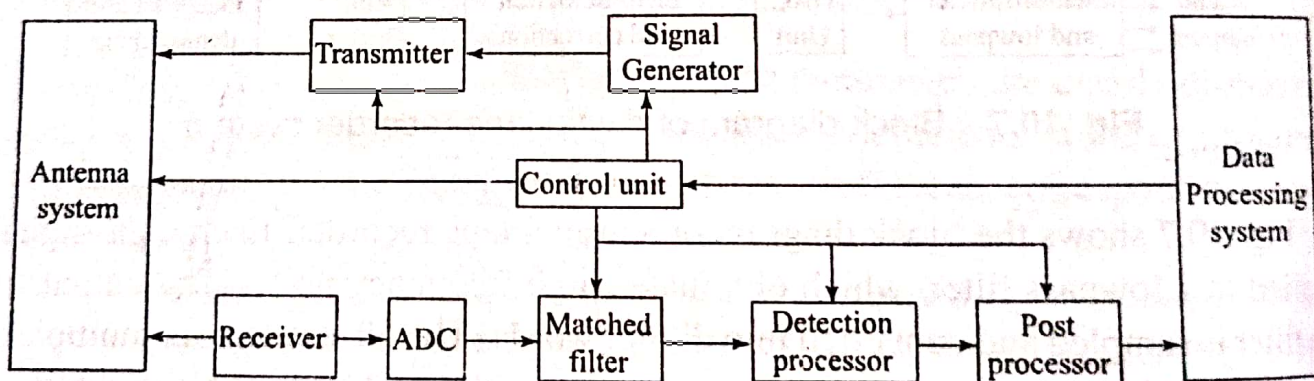 Transmitter
Signal
Generator
Antenna
system
Control unit
Data
Processing
system
Receiver
ADC
Matched
filter
Detection
processor
Post
processor